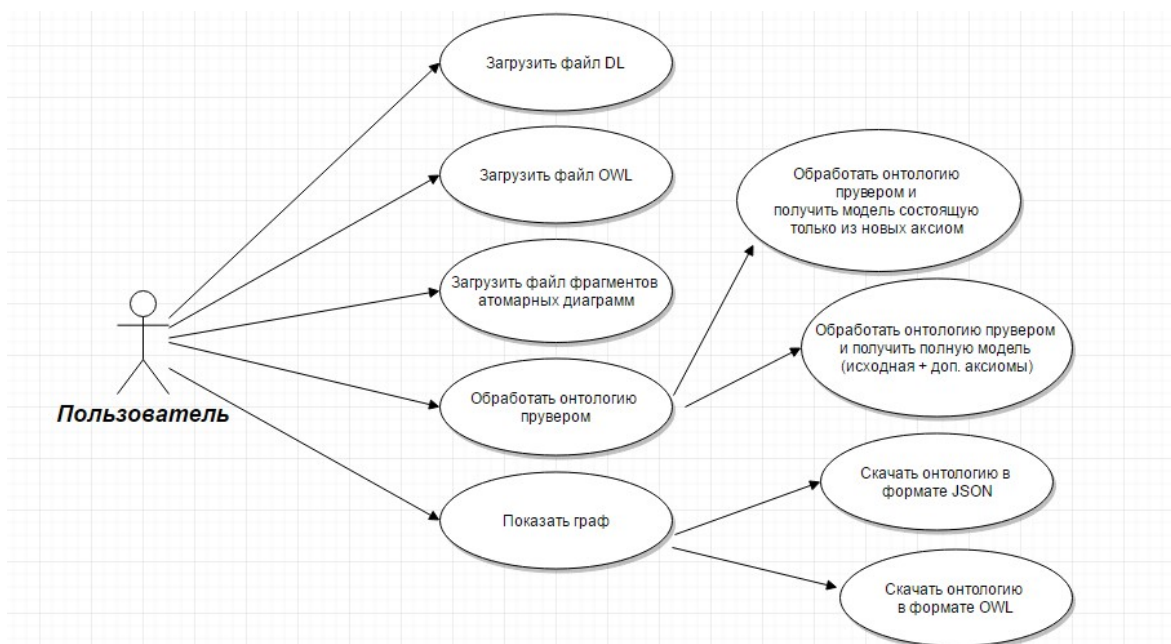 Загрузить файл DL
Загрузить файл OWL
Обработать онтологию
прувером и
получить модель состоящую
только из новых аксиом
Загрузить файл фрагментов
атомарных диаграмм
Обработать онтологию прувером
и получить полную модель
(исходная + доп. аксиомы)
Пользователь
Обработать онтологию
прувером
Скачать онтологию в
формате JSON
Показать граф
Скачать онтологию
в формате OWL